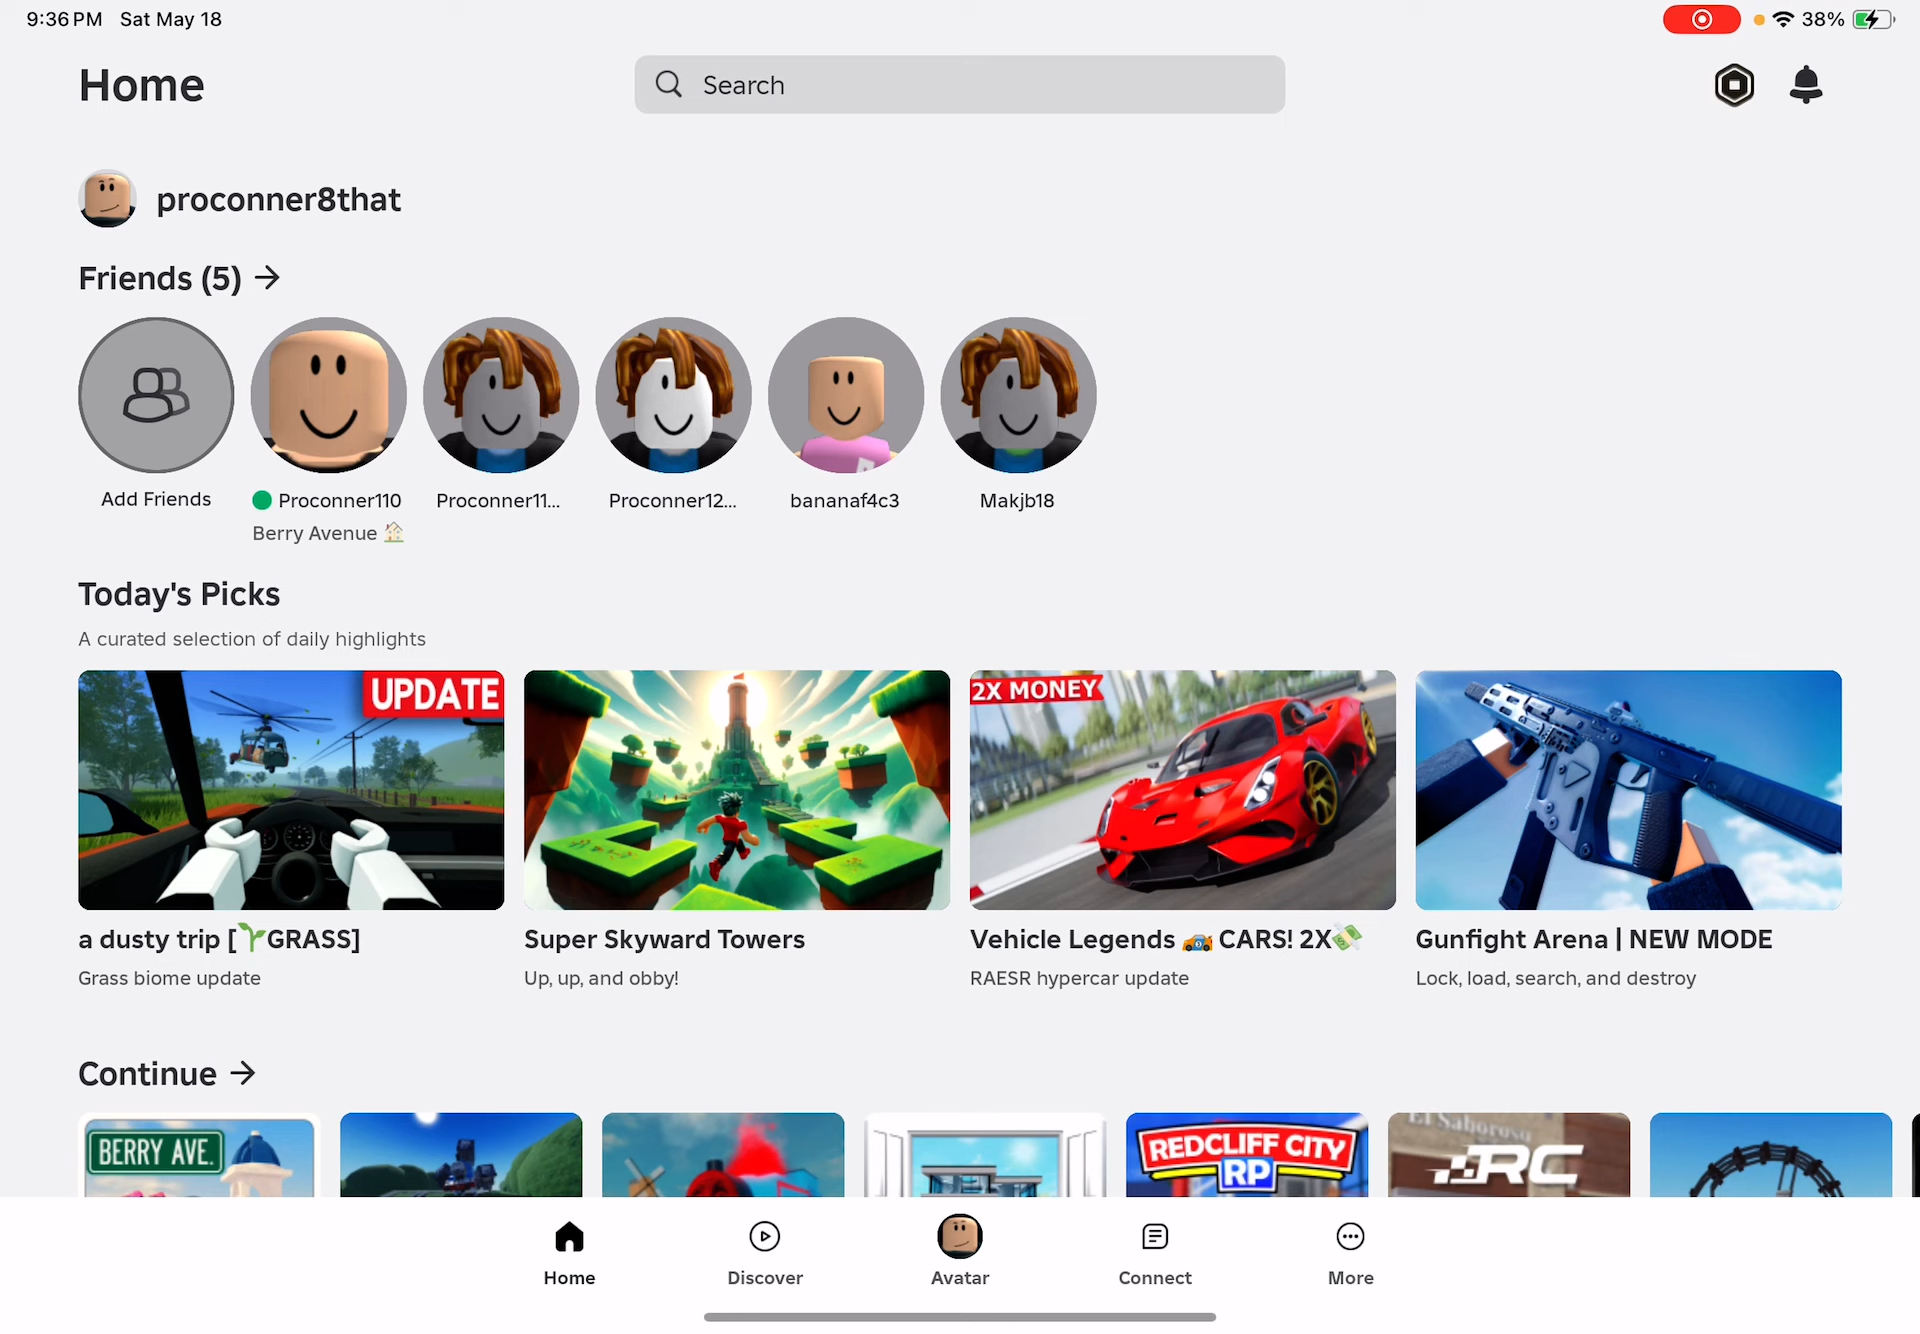 9:36 PM Sat May 18
38%
Home
Search
proconner8that
Friends (5) →
Add Friends
Proconner110
Proconner11...
Proconner12...
bananaf4c3
Makjb18
Berry Avenue 🏠
Today's Picks
A curated selection of daily highlights
UPDATE
2X MONEY
a dusty trip [🌱GRASS]
Super Skyward Towers
Vehicle Legends 🏎️ CARS! 2X💸
Gunfight Arena | NEW MODE
Grass biome update
Up, up, and obby!
RAESR hypercar update
Lock, load, search, and destroy
Continue →
BERRY AVE.
REDCLIFF CITY
RP
El Saboroso
RC
Home
Discover
Avatar
Connect
More